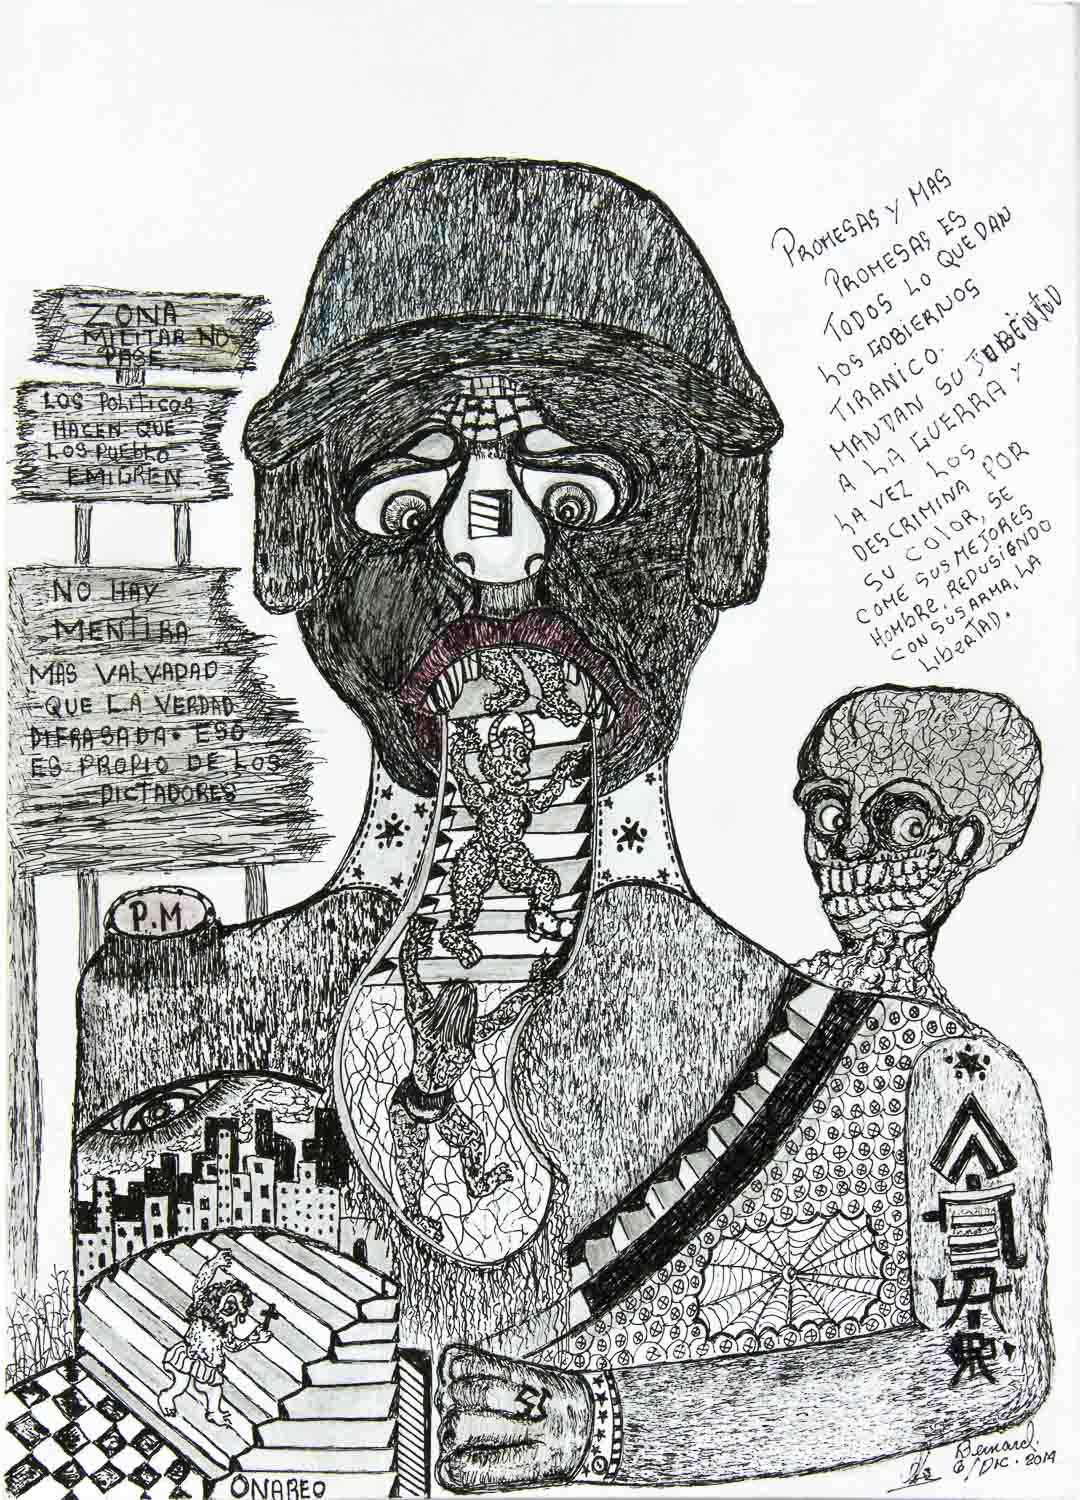 ZONA
MILITAR NO
PASE
LOS POLITICOS
HACEN QUE
LOS PUEBLO
EMIGREN
NO HAY
MENTIRA
MAS VALVADAD
QUE LA VERDAD
DIFRASADA. ESO
ES PROPIO DE LOS
DICTADORES
P.M
PROMESAS Y MAS
PROMESAS ES
TODOS LO QUE DAN
LOS GOBIERNOS
TIRANICO.
MANDAN SU JUBENTUD
A LA GUERRA Y
LA VEZ LOS
DESCRIMINA POR
SU COLOR, SE
COME SUS MEJORES
HOMBRE, REDUSIENDO
CON SUS ARMA, LA
LIBERTAD.
ONAREO
Bernard.
6/DIC. 2014